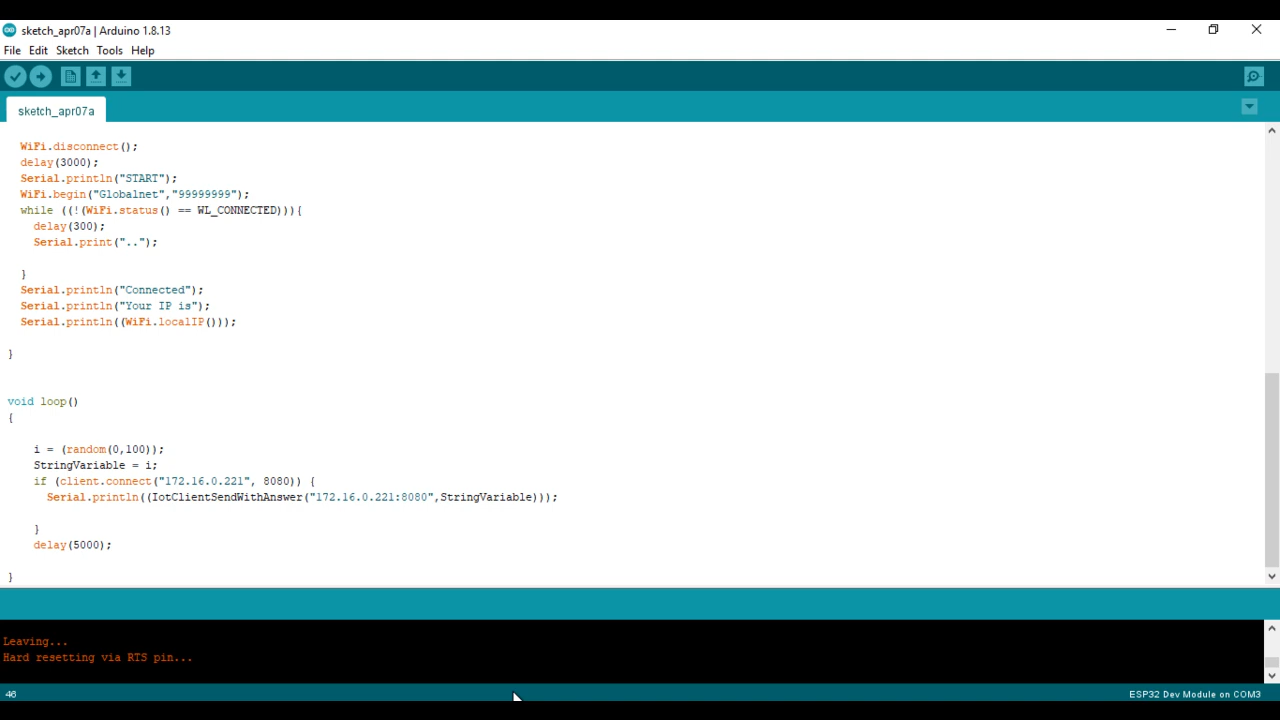 sketch_apr07a | Arduino 1.8.13
File Edit Sketch Tools Help
sketch_apr07a
WiFi.disconnect();
delay(3000);
Serial.println("START");
WiFi.begin("Globalnet","99999999");
while ((!(WiFi.status() == WL_CONNECTED))){
delay(300);
Serial.print("..");
}
Serial.println("Connected");
Serial.println("Your IP is");
Serial.println((WiFi.localIP()));
}
void loop()
{
i = (random(0,100));
StringVariable = i;
if (client.connect("172.16.0.221", 8080)) {
Serial.println((IotClientSendWithAnswer("172.16.0.221:8080",StringVariable)));
}
delay(5000);
}
Leaving...
Hard resetting via RTS pin...
46 ESP32 Dev Module on COM3